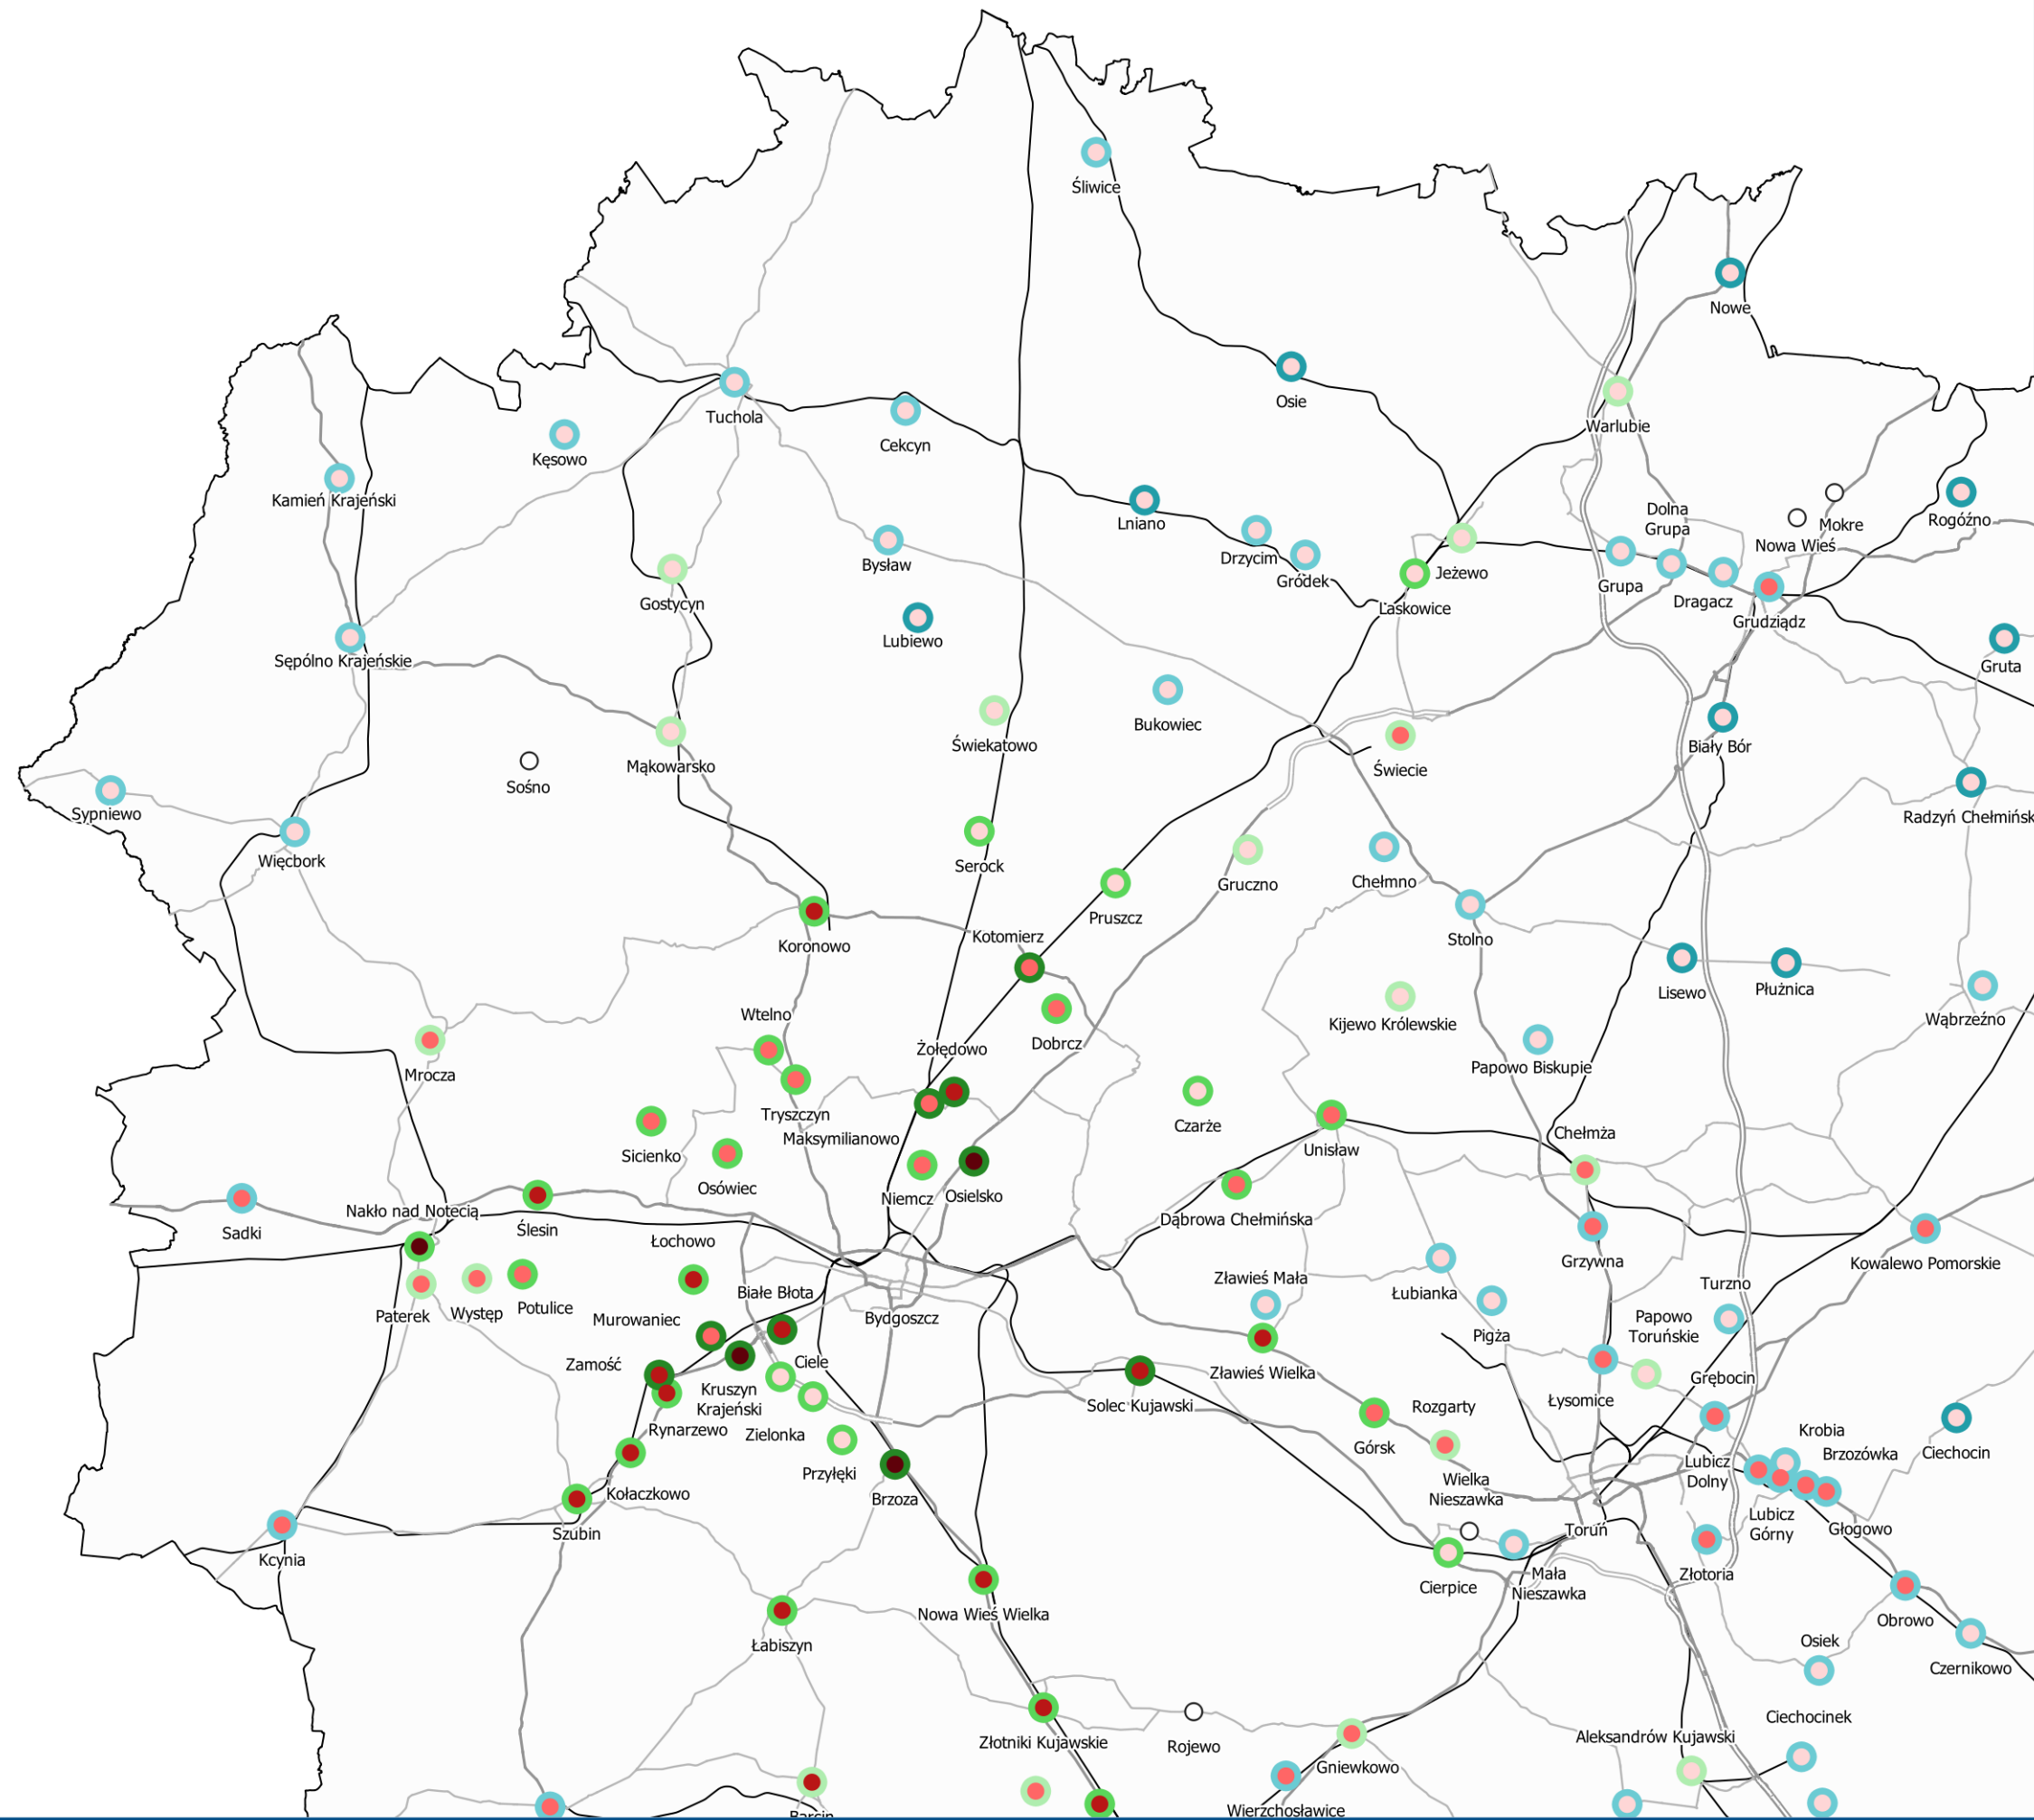 Śliwice
Nowe
Osie
Tuchola
Warlubie
Cekcyn
Kęsowo
Kamień Krajeński
Dolna
Grupa
Lniano
Rogóźno
Mokre
Nowa Wieś
Drzycim
Bysław
Jeżewo
Gródek
Grupa
Dragacz
Gostycyn
Laskowice
Grudziądz
Lubiewo
Sępólno Krajeńskie
Gruta
Bukowiec
Świekatowo
Biały Bór
Mąkowarsko
Świecie
Sośno
Sypniewo
Radzyń Chełmińsk
Więcbork
Serock
Chełmno
Gruczno
Pruszcz
Kotomierz
Stolno
Koronowo
Płużnica
Lisewo
Wtelno
Kijewo Królewskie
Wąbrzeźno
Dobrcz
Żołędowo
Papowo Biskupie
Mrocza
Tryszczyn
Czarże
Chełmża
Maksymilianowo
Unisław
Sicienko
Osówiec
Osielsko
Niemcz
Nakło nad Notecią
Dąbrowa Chełmińska
Ślesin
Sadki
Łochowo
Grzywna
Kowalewo Pomorskie
Zławieś Mała
Turzno
Białe Błota
Łubianka
Potulice
Występ
Paterek
Murowaniec
Bydgoszcz
Papowo
Toruńskie
Pigża
Zamość
Ciele
Zławieś Wielka
Grębocin
Kruszyn
Krajeński
Łysomice
Solec Kujawski
Rozgarty
Rynarzewo
Zielonka
Krobia
Górsk
Brzozówka
Ciechocin
Lubicz
Dolny
Przyłęki
Wielka
Nieszawka
Kołaczkowo
Brzoza
Lubicz
Górny
Głogowo
Toruń
Szubin
Kcynia
Mała
Nieszawka
Złotoria
Cierpice
Nowa Wieś Wielka
Obrowo
Osiek
Łabiszyn
Czernikowo
Ciechocinek
Aleksandrów Kujawski
Złotniki Kujawskie
Rojewo
Gniewkowo
Wierzchosławice
Barcin